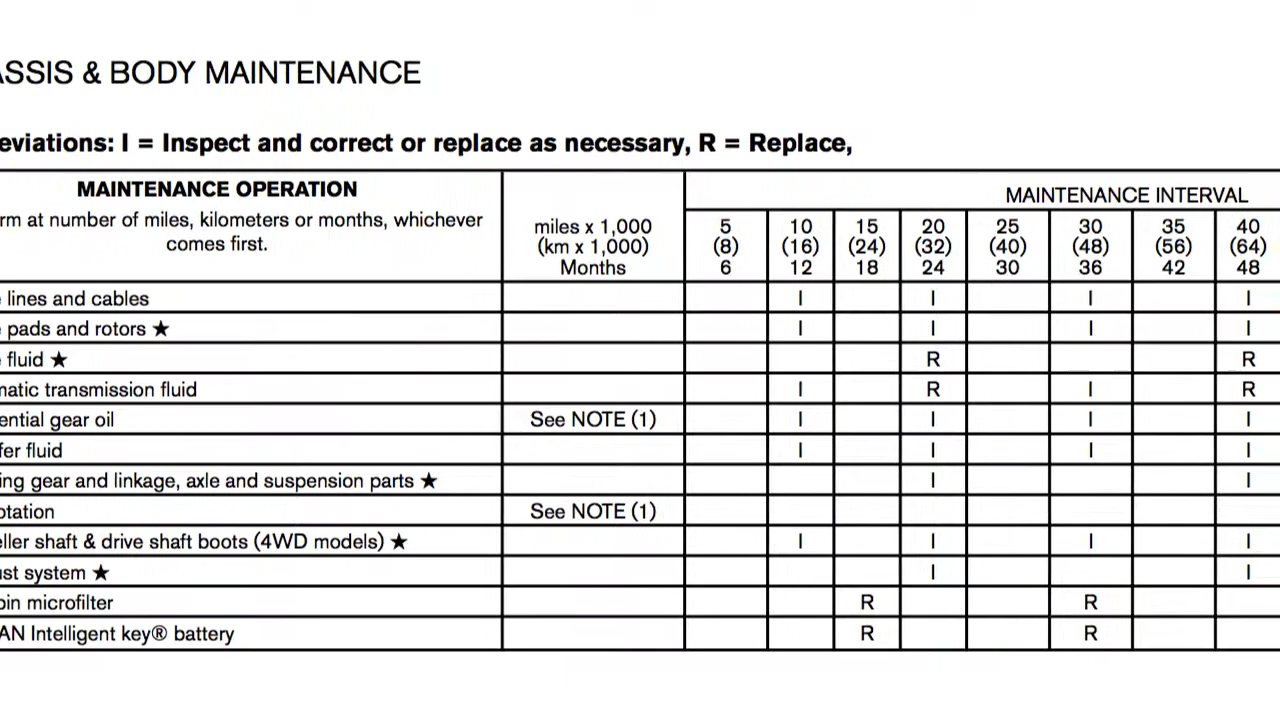 ASSIS & BODY MAINTENANCE
eviations: I = Inspect and correct or replace as necessary, R = Replace,
MAINTENANCE OPERATION
rm at number of miles, kilometers or months, whichever
comes first.
miles x 1,000
(km x 1,000)
Months
MAINTENANCE INTERVAL
5 10 15 20 25 30 35 40
(8) (16) (24) (32) (40) (48) (56) (64)
6 12 18 24 30 36 42 48
lines and cables I I I I
pads and rotors ★ I I I I
fluid ★ R R
matic transmission fluid I R I R
ential gear oil See NOTE (1) I I I I
fer fluid I I I I
ing gear and linkage, axle and suspension parts ★ I I
otation See NOTE (1)
eller shaft & drive shaft boots (4WD models) ★ I I I I
ust system ★ I I
bin microfilter R R
AN Intelligent key® battery R R